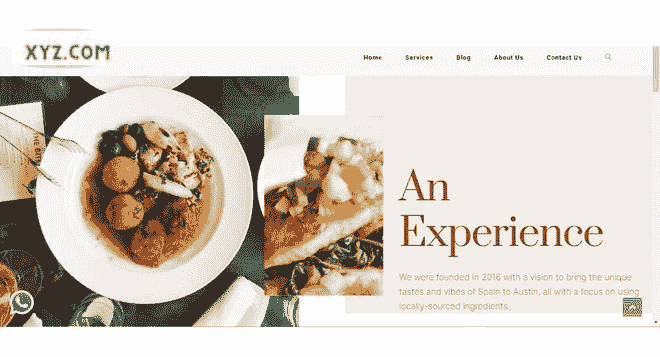 XYZ.COM
Home Services Blog About Us Contact Us
An
Experience
We were founded in 2016 with a vision to bring the unique
tastes and vibes of Spain to Austin, all with a focus on using
locally-sourced ingredients.